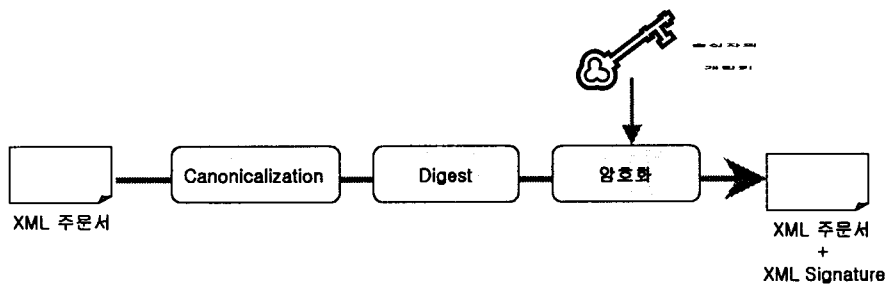 Canonicalization
Digest
암호화
XML 주문서
XML 주문서
+
XML Signature